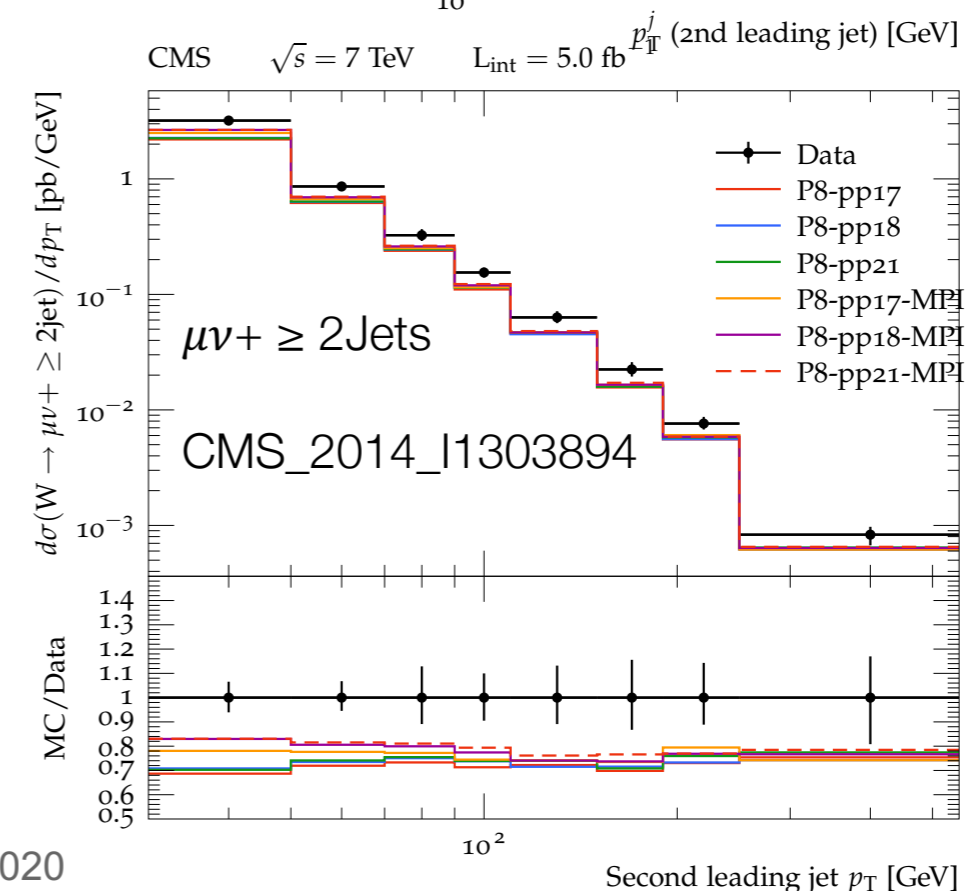 10
p_T^j (2nd leading jet) [GeV]
CMS √s = 7 TeV L_int = 5.0 fb
dσ(W → μν+ ≥ 2jet)/dp_T [pb/GeV]
1
10^−1
10^−2
10^−3
Data
P8-pp17
P8-pp18
P8-pp21
P8-pp17-MPI
P8-pp18-MPI
P8-pp21-MPI
μν+ ≥ 2Jets
CMS_2014_I1303894
MC/Data
1.4
1.3
1.2
1.1
1
0.9
0.8
0.7
0.6
0.5
10^2
020
Second leading jet p_T [GeV]